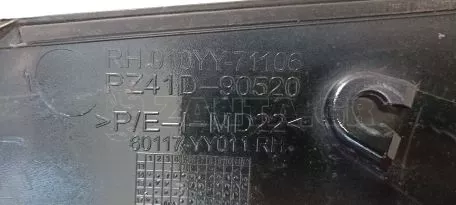 RH 010YY-71106
PZ41D-90520
>P/E-I-MD22<
60117-YY011 RH